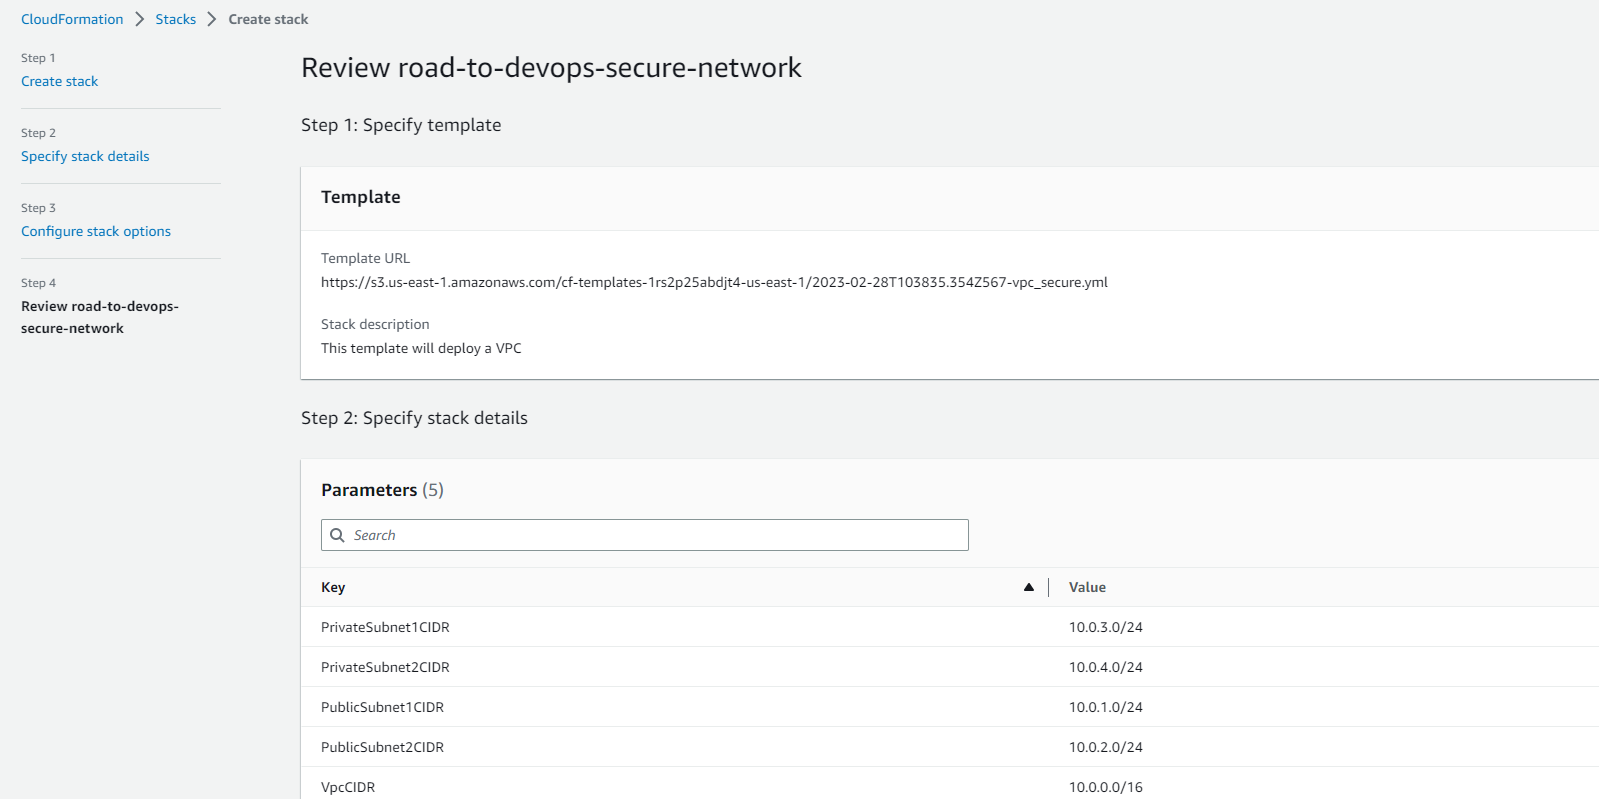 CloudFormation > Stacks > Create stack
Step 1
Create stack
Step 2
Specify stack details
Step 3
Configure stack options
Step 4
Review road-to-devops-
secure-network
Review road-to-devops-secure-network
Step 1: Specify template
Template
Template URL
https://s3.us-east-1.amazonaws.com/cf-templates-1rs2p25abdjt4-us-east-1/2023-02-28T103835.354Z567-vpc_secure.yml
Stack description
This template will deploy a VPC
Step 2: Specify stack details
Parameters (5)
Search
Key Value
PrivateSubnet1CIDR 10.0.3.0/24
PrivateSubnet2CIDR 10.0.4.0/24
PublicSubnet1CIDR 10.0.1.0/24
PublicSubnet2CIDR 10.0.2.0/24
VpcCIDR 10.0.0.0/16